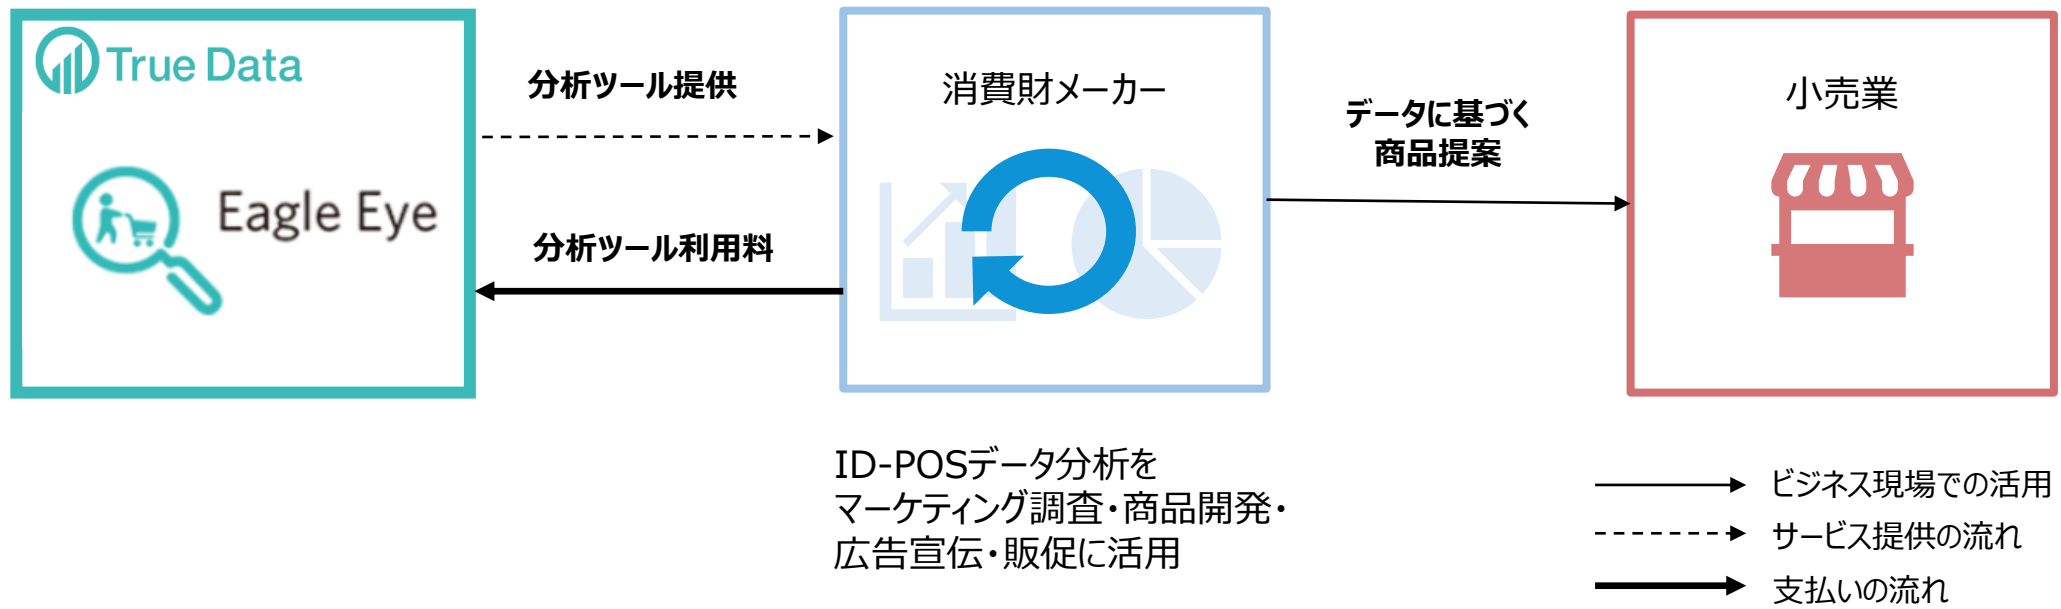 True Data
Eagle Eye
分析ツール提供
分析ツール利用料
消費財メーカー
データに基づく
商品提案
小売業
ID-POSデータ分析を
マーケティング調査・商品開発・
広告宣伝・販促に活用
ビジネス現場での活用
サービス提供の流れ
支払いの流れ